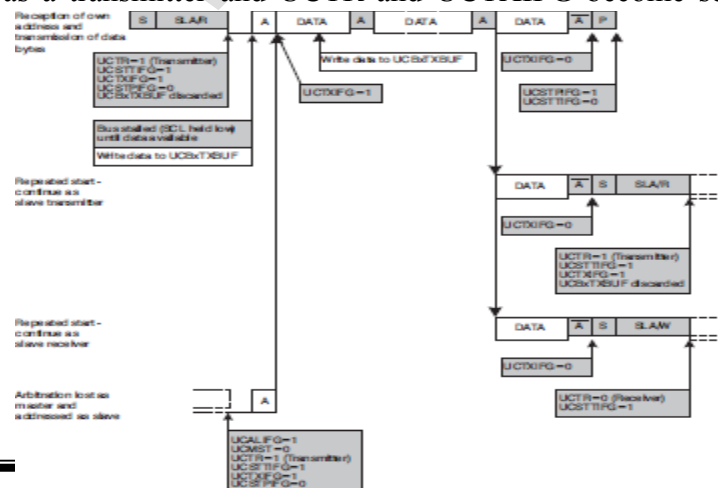 as a transmitter and UCTR and UCTXIFG become se
Reception of own
address and
transmission of data
bytes
S SLA/R A DATA A DATA A DATA A P
UCTR=1 (Transmitter)
UCSTTIFG=1
UCTXIFG=1
UCSTPIFG=0
UCBxTXBUF discarded
Write data to UCBxTXBUF
UCTXIFG=0
UCTXIFG=1
UCSTPIFG=1
UCSTTIFG=0
Bus stalled (SCL held low)
until data available
Write data to UCBxTXBUF
Repeated start -
continue as
slave transmitter
DATA A S SLA/R
UCTXIFG=0
UCTR=1 (Transmitter)
UCSTTIFG=1
UCTXIFG=1
UCBxTXBUF discarded
Repeated start -
continue as
slave receiver
DATA A S SLA/W
UCTXIFG=0
UCTR=0 (Receiver)
UCSTTIFG=1
Arbitration lost as
master and
addressed as slave
A
UCALIFG=1
UCMST=0
UCTR=1 (Transmitter)
UCSTTIFG=1
UCTXIFG=1
UCSTPIFG=0